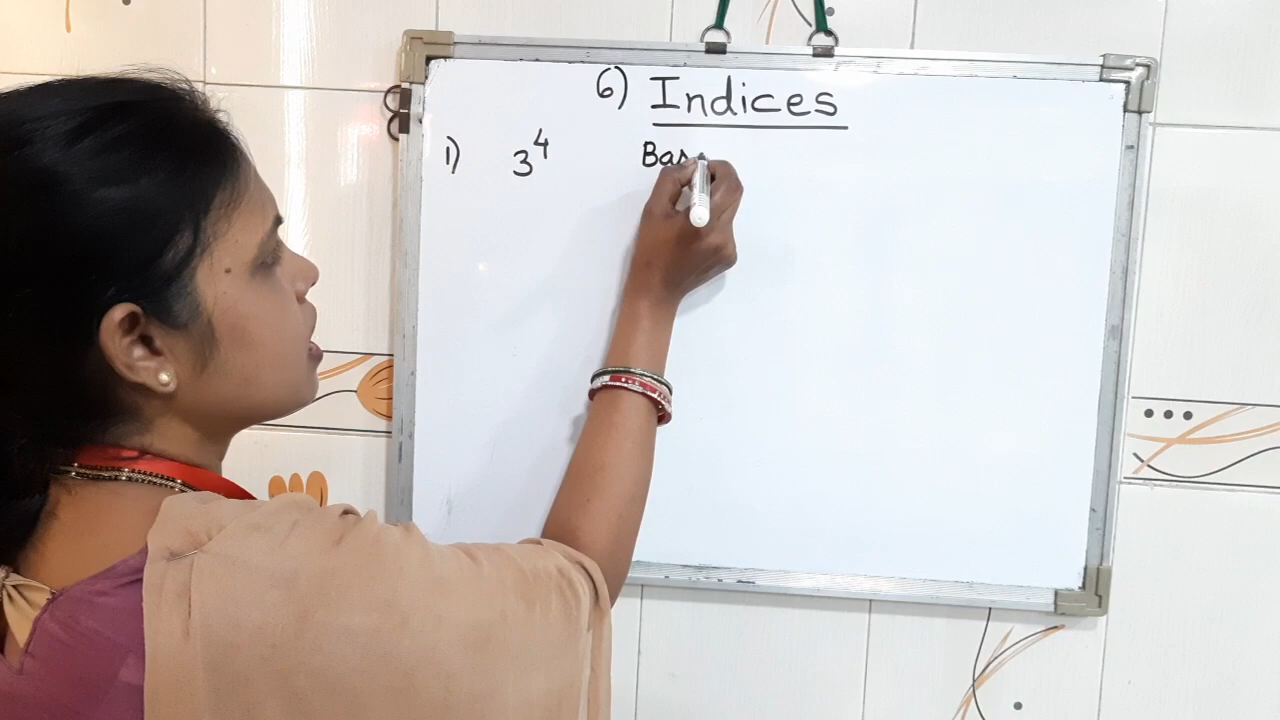 6) Indices
1) 3⁴ Bas